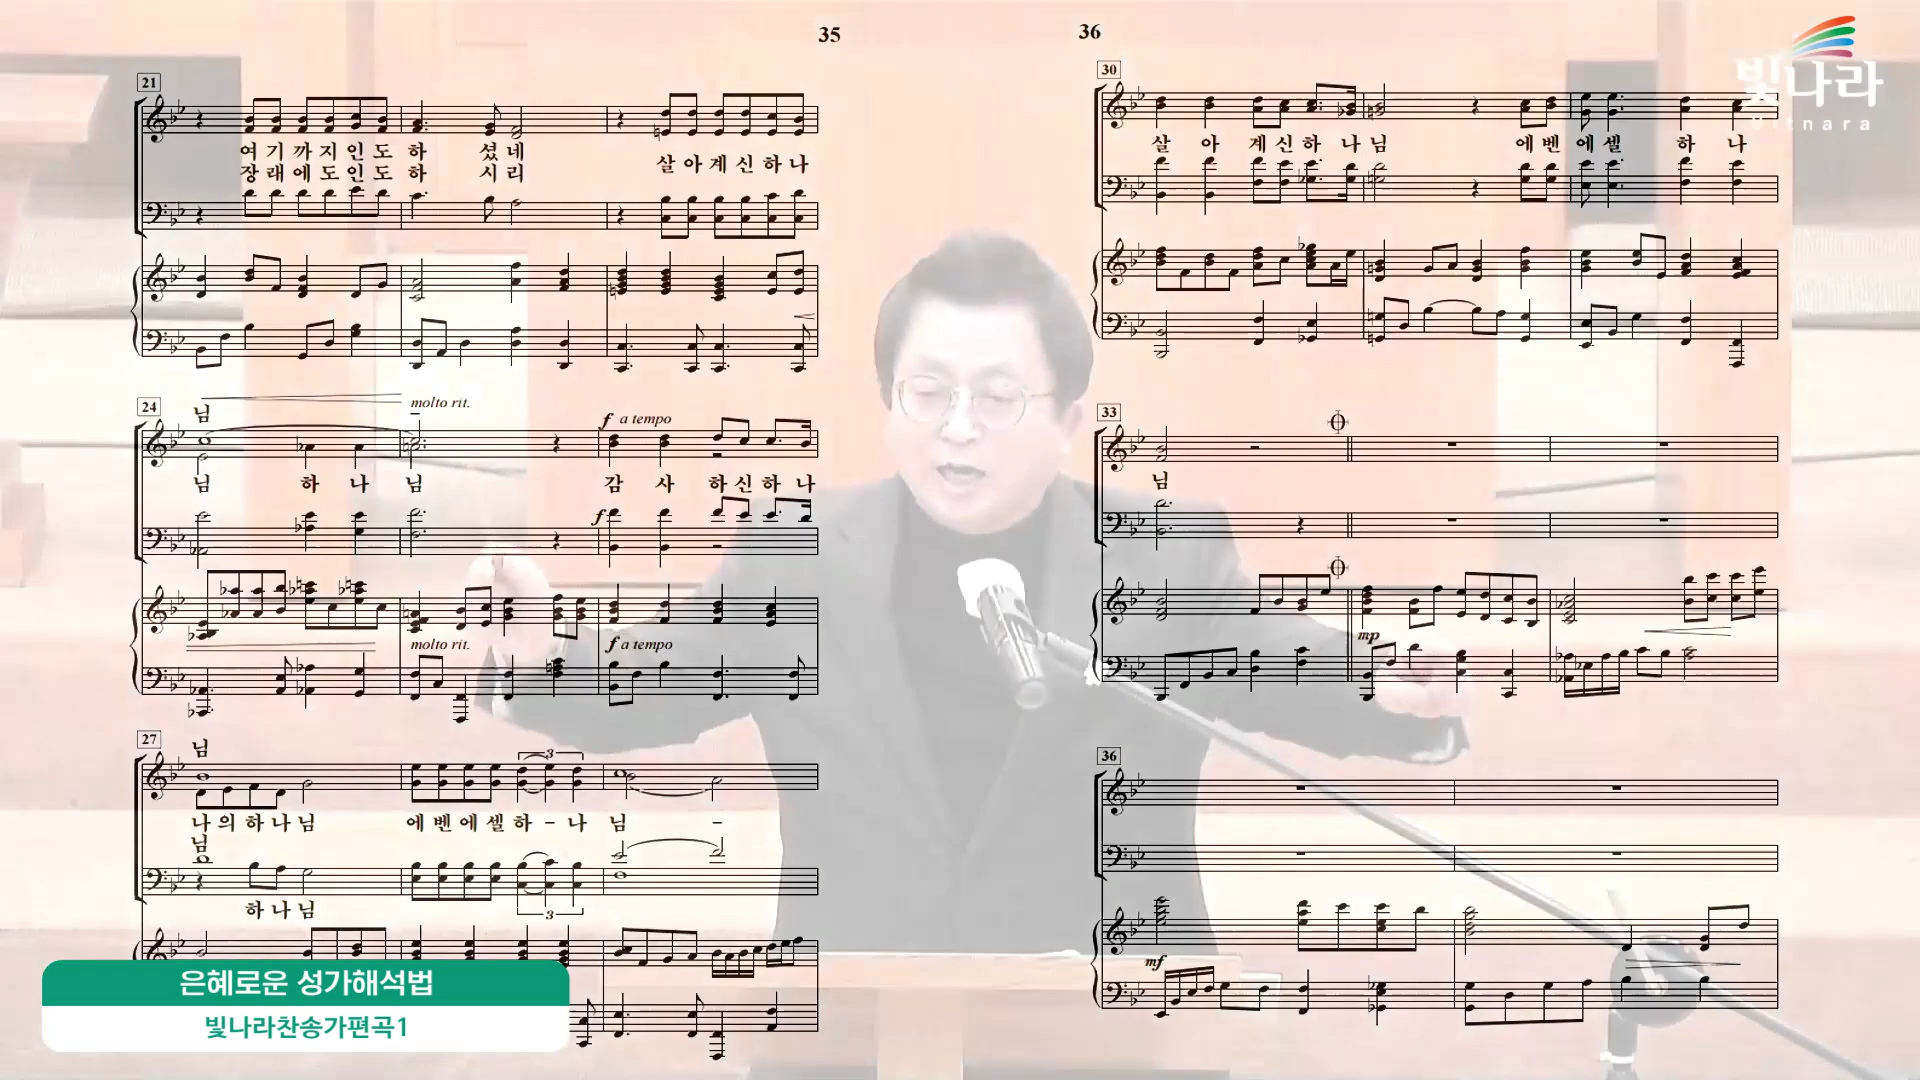 35
36
빛나라
Vitnara
21
여 기 까 지 인 도 하 셨 네
장 래 에 도 인 도 하 시 리
살 아 계 신 하 나
24
님
molto rit.
f a tempo
님 하 나 님
감 사 하 신 하 나
f
molto rit.
f a tempo
27
님
나 의 하 나 님
에 벤 에 셀 하 - 나 님 -
님
3
하 나 님
3
30
살 아 계 신 하 나 님
에 벤 에 셀 하 나
33
님
mp
36
mf
은혜로운 성가해석법
빛나라찬송가편곡1